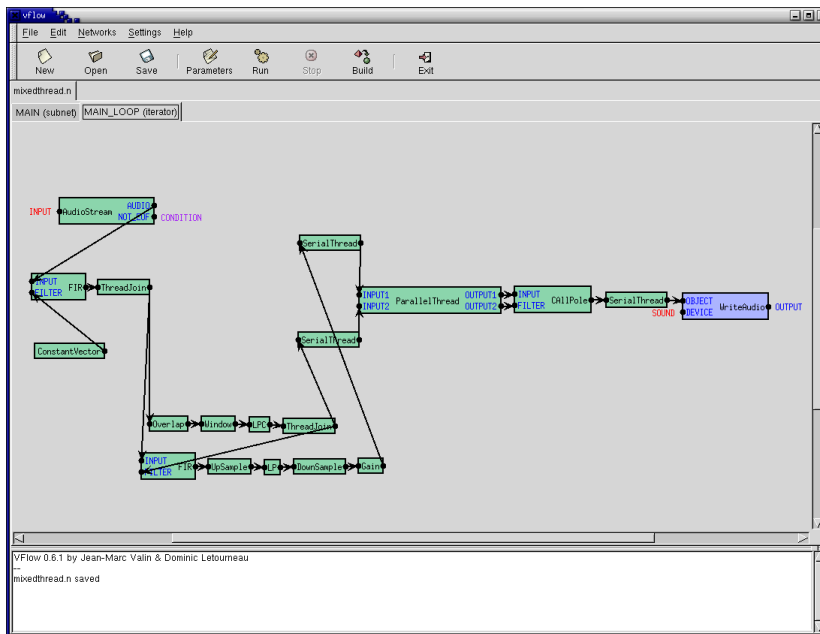 vflow
File Edit Networks Settings Help
New Open Save Parameters Run Stop Build Exit
mixedthread.n
MAIN (subnet) MAIN_LOOP (iterator)
INPUT AudioStream AUDIO
NOT_EOF CONDITION
SerialThread
INPUT FIR ThreadJoin
FILTER
INPUT1 ParallelThread OUTPUT1 INPUT CAllPole SerialThread OBJECT WriteAudio OUTPUT
INPUT2 OUTPUT2 FILTER SOUND DEVICE
SerialThread
ConstantVector
Overlap Window LPC ThreadJoin
INPUT FIR UpSample LP DownSample Gain
FILTER
VFlow 0.6.1 by Jean-Marc Valin & Dominic Letourneau
--
mixedthread.n saved